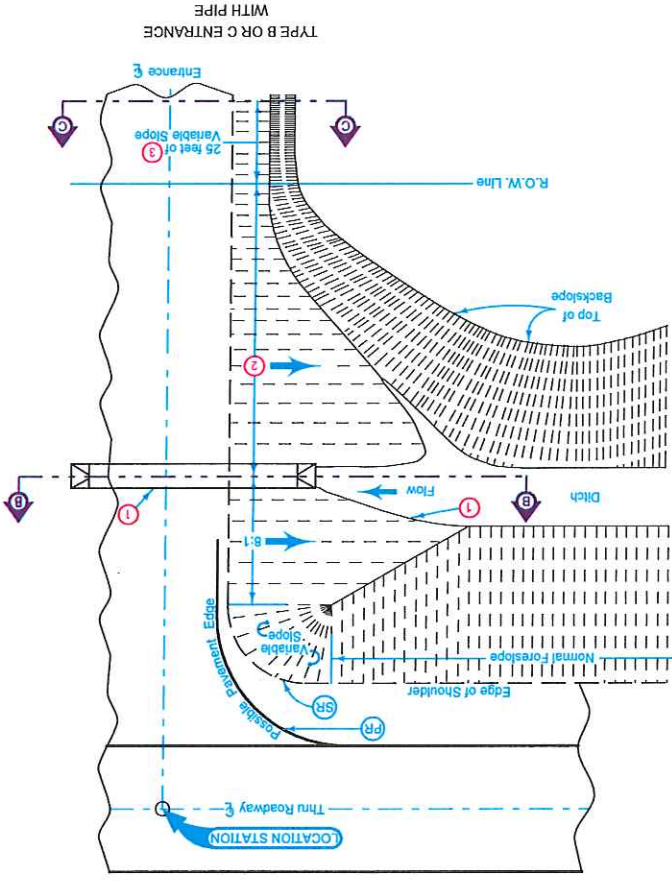 LOCATION STATION
Thru Roadway ℄
PR
Possible Pavement Edge
SR
Edge of Shoulder
Variable
Slope
Normal Foreslope
8:1
1
1
Flow
Ditch
B
B
2
Top of
Backslope
R.O.W. Line
25 feet of
Variable Slope
3
C
C
Entrance ℄
TYPE B OR C ENTRANCE
WITH PIPE